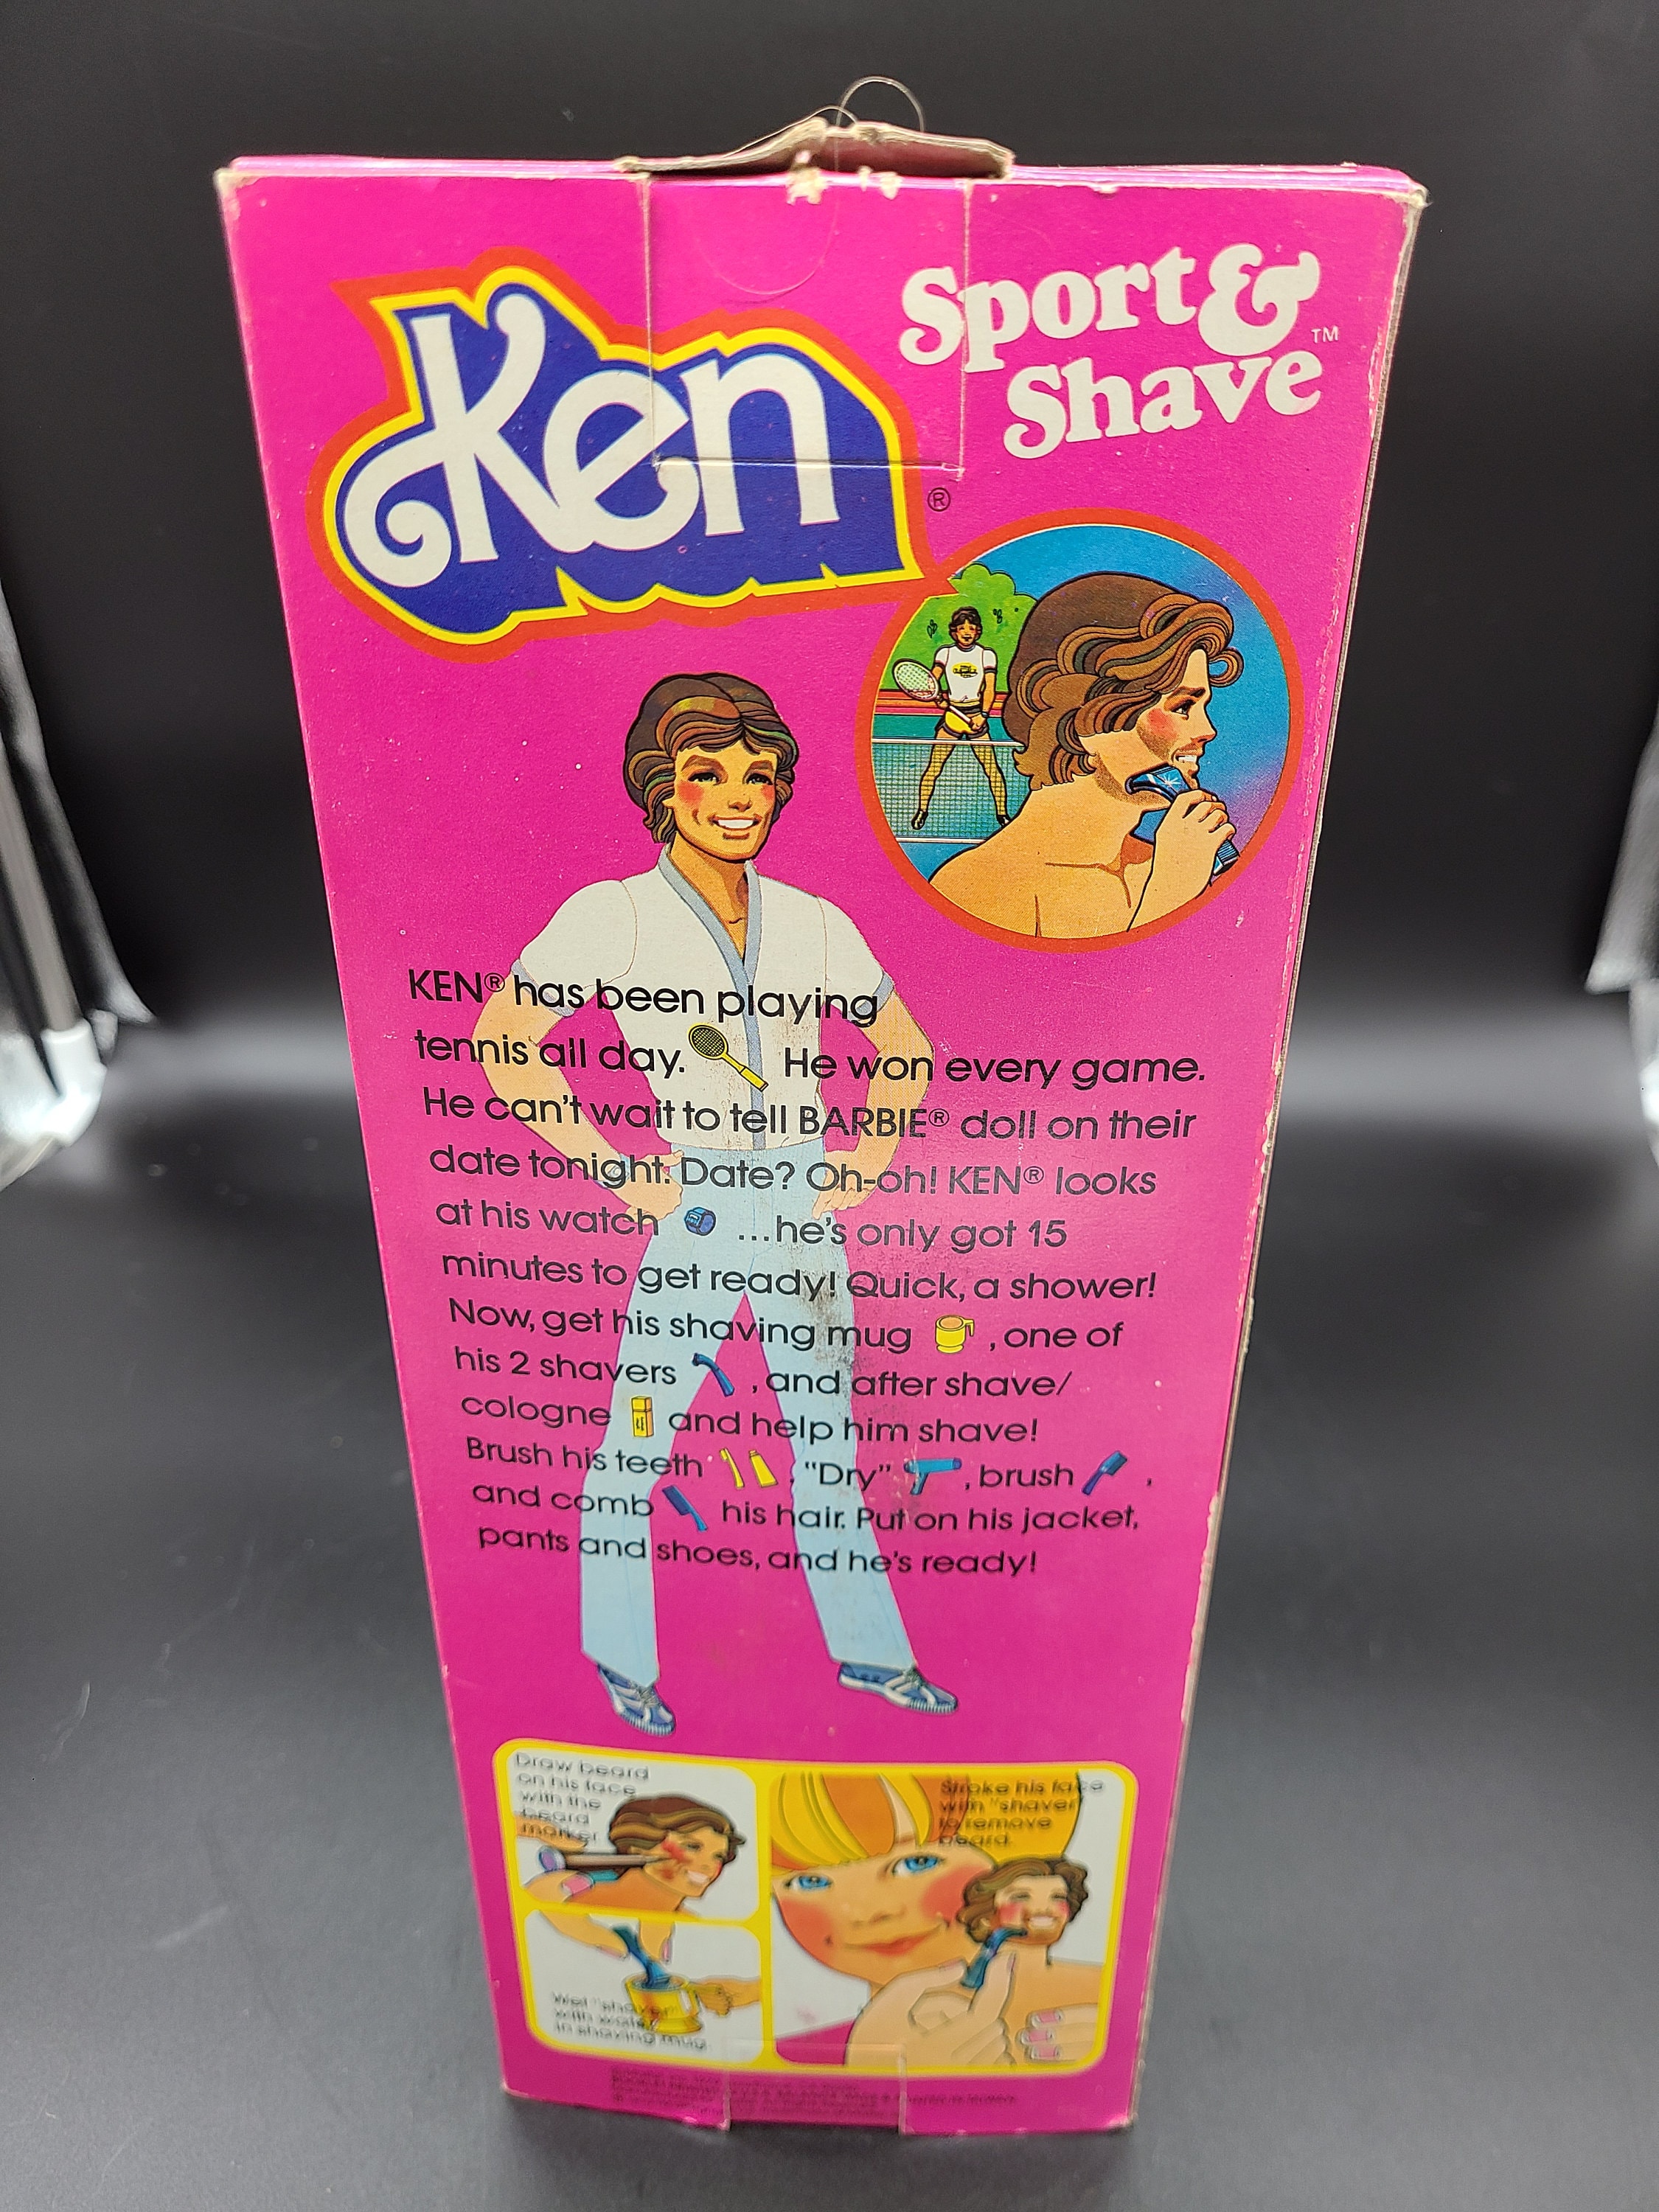 Ken®
Sport &
Shave™
KEN® has been playing
tennis all day. He won every game.
He can't wait to tell BARBIE® doll on their
date tonight. Date? Oh-oh! KEN® looks
at his watch ...he's only got 15
minutes to get ready! Quick, a shower!
Now, get his shaving mug , one of
his 2 shavers , and after shave/
cologne and help him shave!
Brush his teeth , "Dry" , brush ,
and comb his hair. Put on his jacket,
pants and shoes, and he's ready!
Draw beard
on his face
with the
beard
marker
Stroke his face
with "shaver"
to remove
beard.
Wet "shaver"
with water
in shaving mug